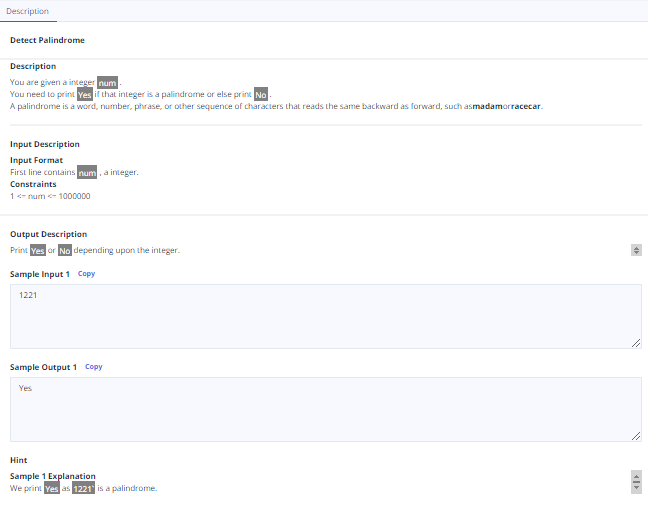 Description
Detect Palindrome
Description
You are given a integer num .
You need to print Yes if that integer is a palindrome or else print No .
A palindrome is a word, number, phrase, or other sequence of characters that reads the same backward as forward, such asmadamorracecar.
Input Description
Input Format
First line contains num , a integer.
Constraints
1 <= num <= 1000000
Output Description
Print Yes or No depending upon the integer.
Sample Input 1 Copy
1221
Sample Output 1 Copy
Yes
Hint
Sample 1 Explanation
We print Yes as 1221` is a palindrome.